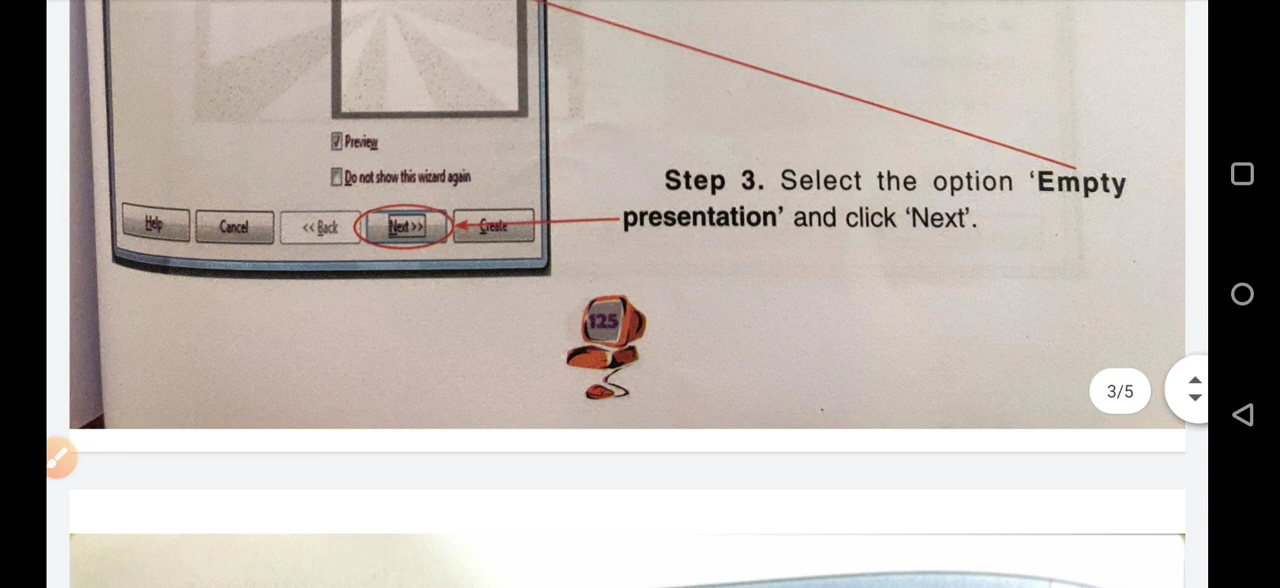 Preview
Do not show this wizard again
Step 3. Select the option ‘Empty
presentation’ and click ‘Next’.
Help
Cancel
<< Back
Next >>
Create
125
3/5